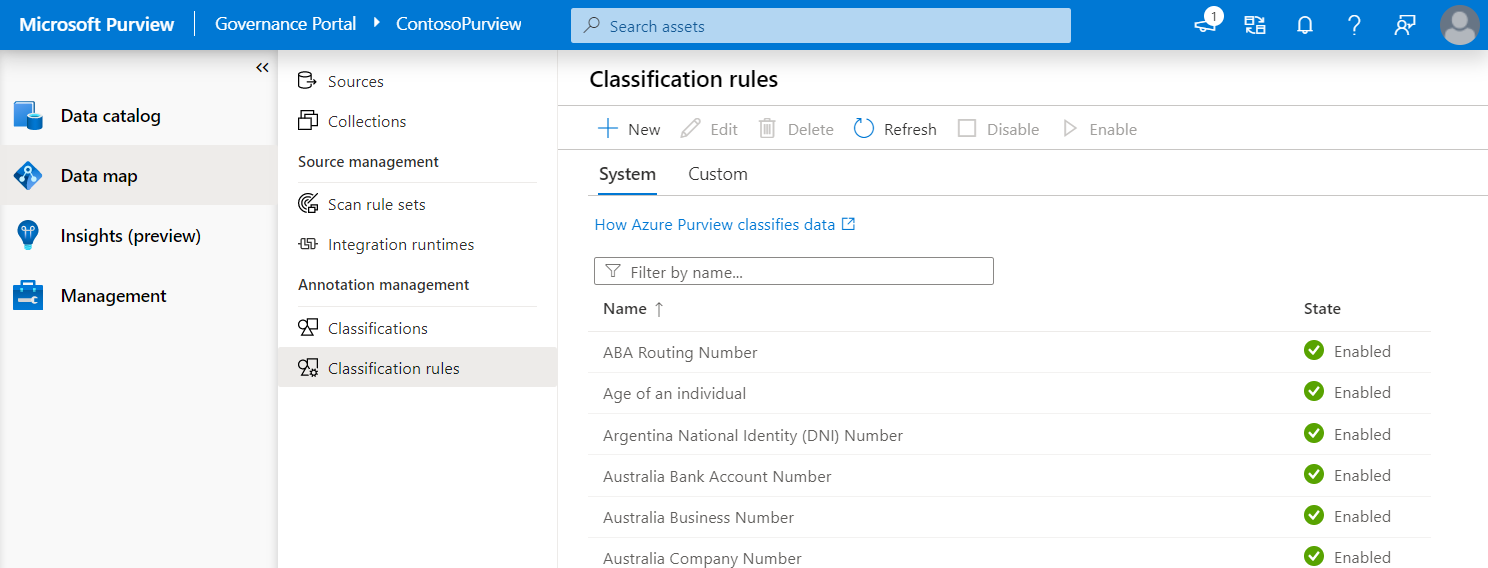 Microsoft Purview Governance Portal ContosoPurview Search assets 1
Data catalog
Data map
Insights (preview)
Management
Sources
Collections
Source management
Scan rule sets
Integration runtimes
Annotation management
Classifications
Classification rules
Classification rules
New Edit Delete Refresh Disable Enable
System Custom
How Azure Purview classifies data
Filter by name...
Name State
ABA Routing Number Enabled
Age of an individual Enabled
Argentina National Identity (DNI) Number Enabled
Australia Bank Account Number Enabled
Australia Business Number Enabled
Australia Company Number Enabled